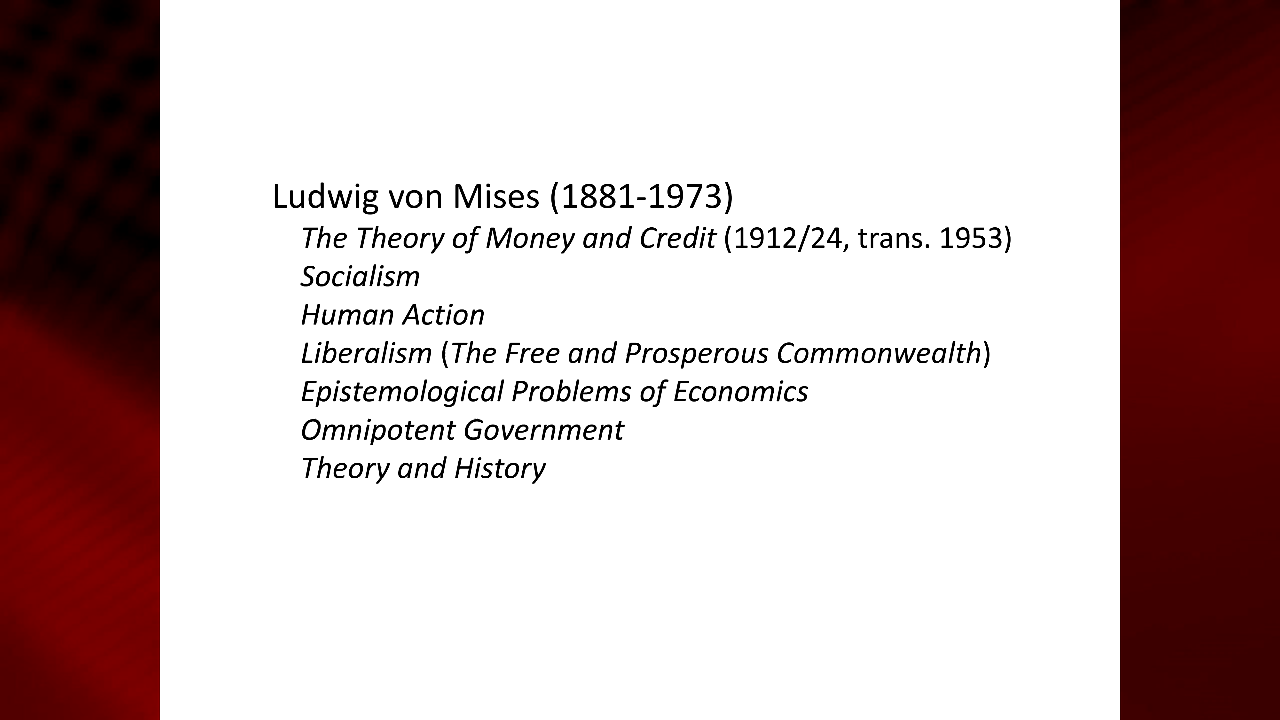 Ludwig von Mises (1881-1973)
The Theory of Money and Credit (1912/24, trans. 1953)
Socialism
Human Action
Liberalism (The Free and Prosperous Commonwealth)
Epistemological Problems of Economics
Omnipotent Government
Theory and History